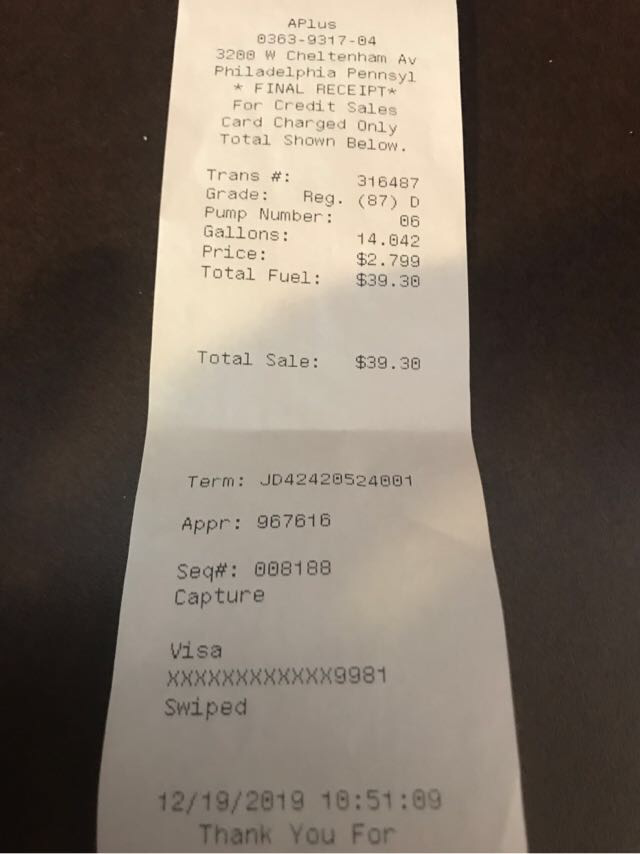 APlus
0363-9317-04
3200 W Cheltenham Av
Philadelphia Pennsyl
* FINAL RECEIPT*
For Credit Sales
Card Charged Only
Total Shown Below.
Trans #: 316487
Grade: Reg. (87) D
Pump Number: 06
Gallons: 14.042
Price: $2.799
Total Fuel: $39.30
Total Sale: $39.30
Term: JD42420524001
Appr: 967616
Seq#: 008188
Capture
Visa
XXXXXXXXXXXX9981
Swiped
12/19/2019 10:51:09
Thank You For